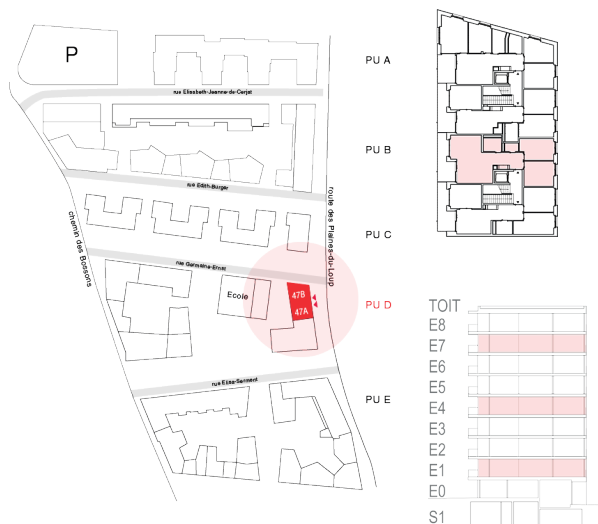 P
PU A
rue Elisabeth-Jeanne-de-Cerjat
PU B
rue Edith-Burger
route des Plaines-du-Loup
chemin des Bossons
PU C
rue Germaine-Ernst
Ecole
47B
47A
PU D
rue Elise-Serment
PU E
TOIT
E8
E7
E6
E5
E4
E3
E2
E1
E0
S1